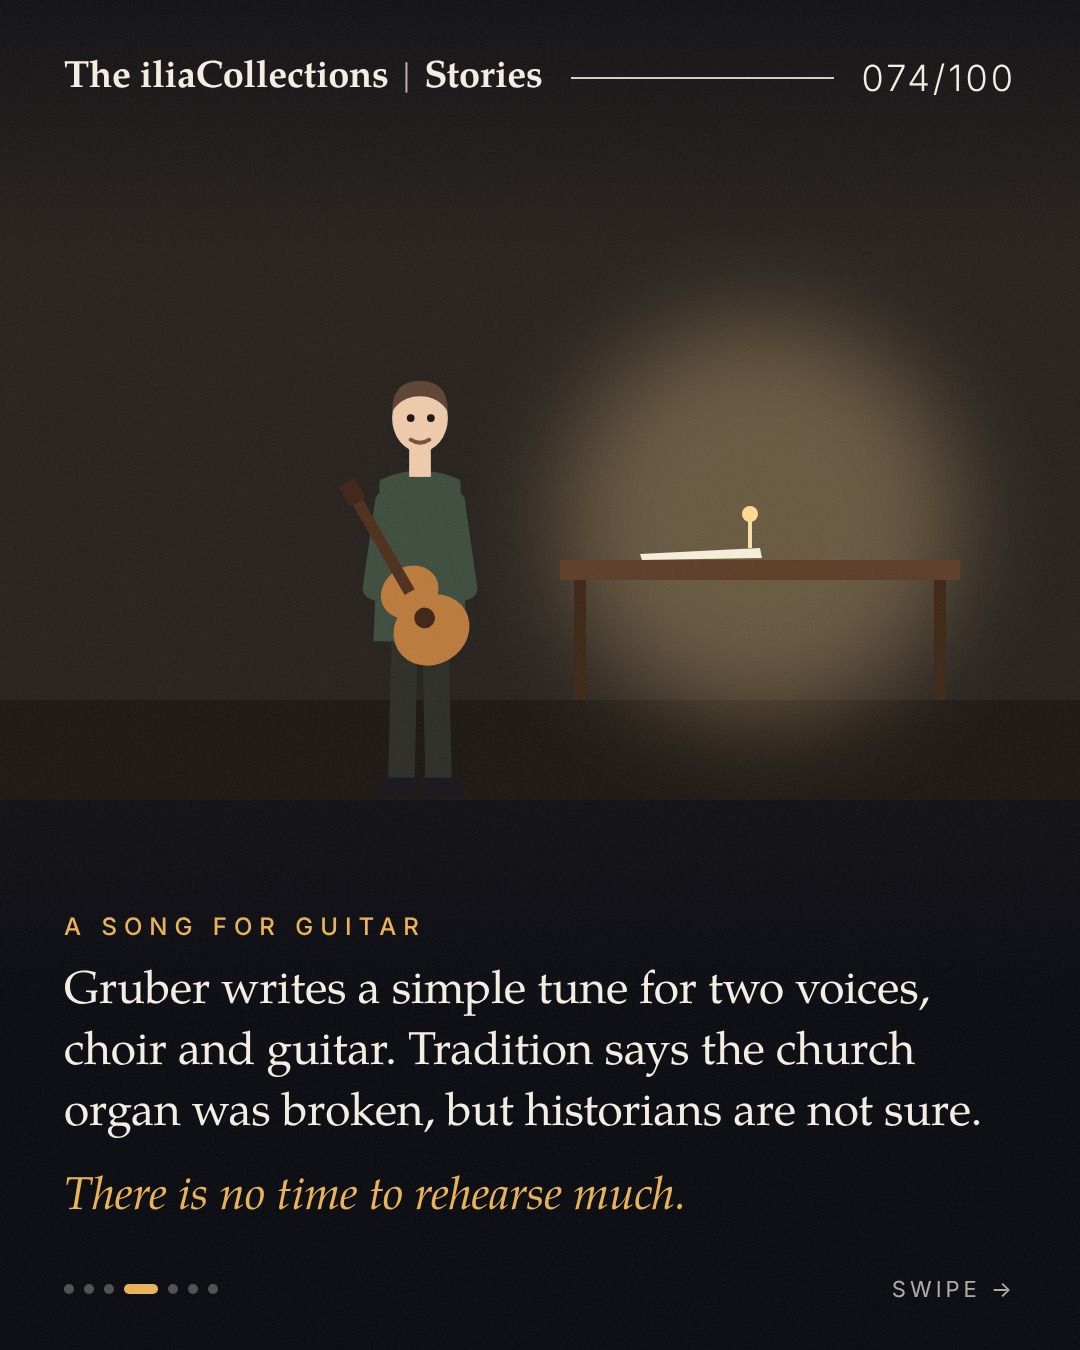 The iliaCollections | Stories 074/100
A SONG FOR GUITAR
Gruber writes a simple tune for two voices,
choir and guitar. Tradition says the church
organ was broken, but historians are not sure.
There is no time to rehearse much.
SWIPE →